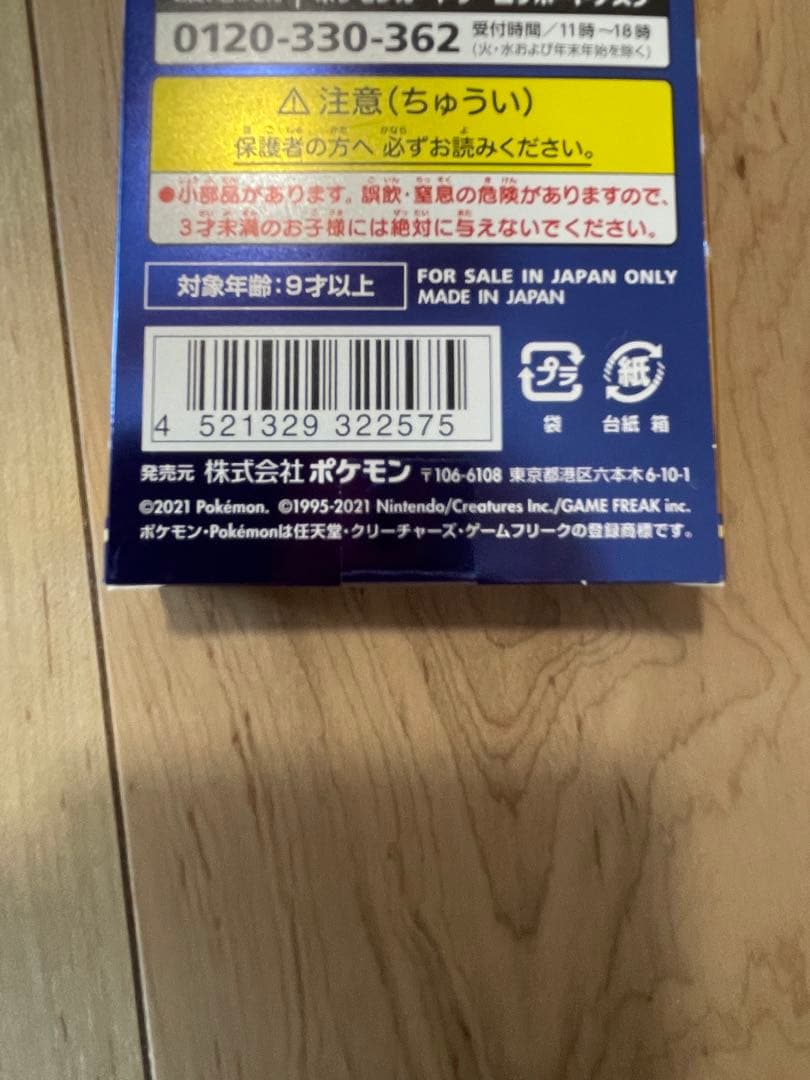 0120-330-362 受付時間/11時〜18時
(火・水および年末年始を除く)
⚠注意(ちゅうい)
保護者の方へ 必ずお読みください。
●小部品があります。誤飲・窒息の危険がありますので、
3才未満のお子様には絶対に与えないでください。
対象年齢:9才以上
FOR SALE IN JAPAN ONLY
MADE IN JAPAN
4 521329 322575
プラ
袋
紙
台紙 箱
発売元 株式会社 ポケモン 〒106-6108 東京都港区六本木6-10-1
©2021 Pokémon. ©1995-2021 Nintendo/Creatures Inc./GAME FREAK inc.
ポケモン・Pokémonは任天堂・クリーチャーズ・ゲームフリークの登録商標です。